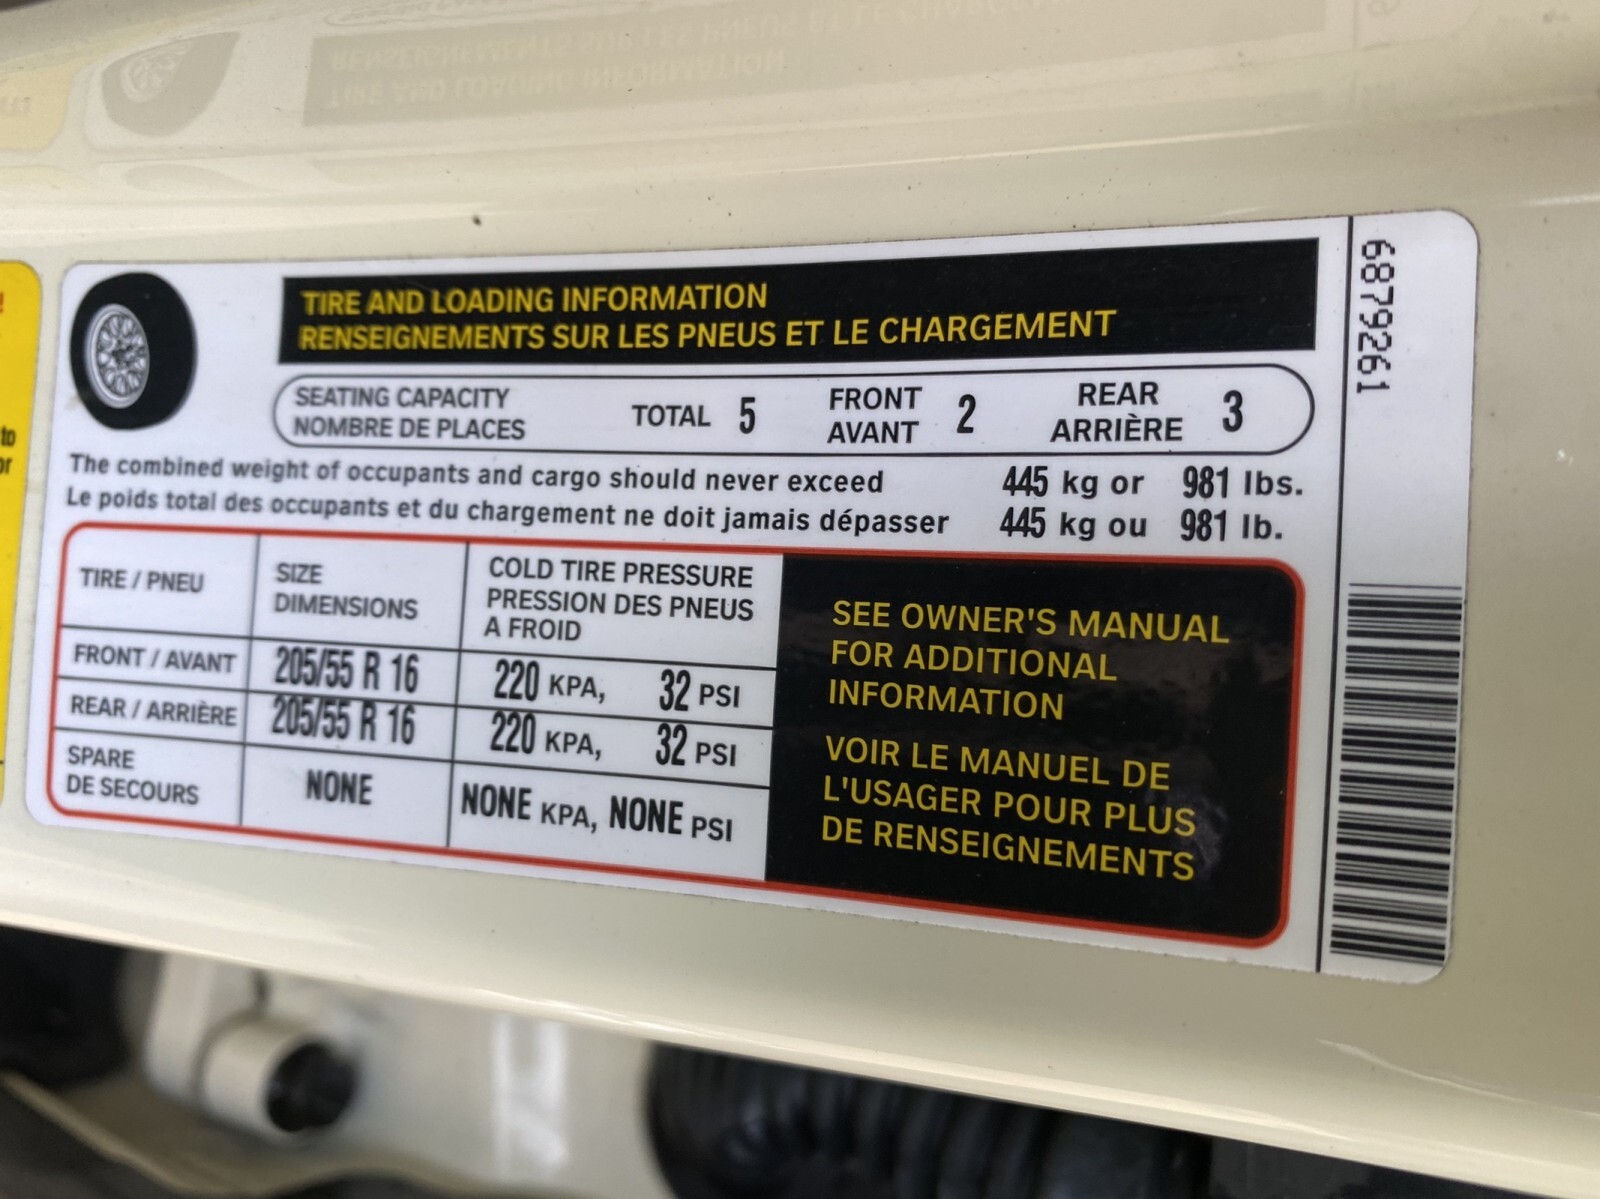 TIRE AND LOADING INFORMATION
RENSEIGNEMENTS SUR LES PNEUS ET LE CHARGEMENT
SEATING CAPACITY
NOMBRE DE PLACES
TOTAL 5
FRONT
AVANT
2
REAR
ARRIÈRE
3
The combined weight of occupants and cargo should never exceed 445 kg or 981 lbs.
Le poids total des occupants et du chargement ne doit jamais dépasser 445 kg ou 981 lb.
TIRE / PNEU
SIZE
DIMENSIONS
COLD TIRE PRESSURE
PRESSION DES PNEUS
A FROID
FRONT / AVANT 205/55 R 16 220 KPA, 32 PSI
REAR / ARRIÈRE 205/55 R 16 220 KPA, 32 PSI
SPARE
DE SECOURS
NONE
NONE KPA, NONE PSI
SEE OWNER'S MANUAL
FOR ADDITIONAL
INFORMATION
VOIR LE MANUEL DE
L'USAGER POUR PLUS
DE RENSEIGNEMENTS
6879261
to
or